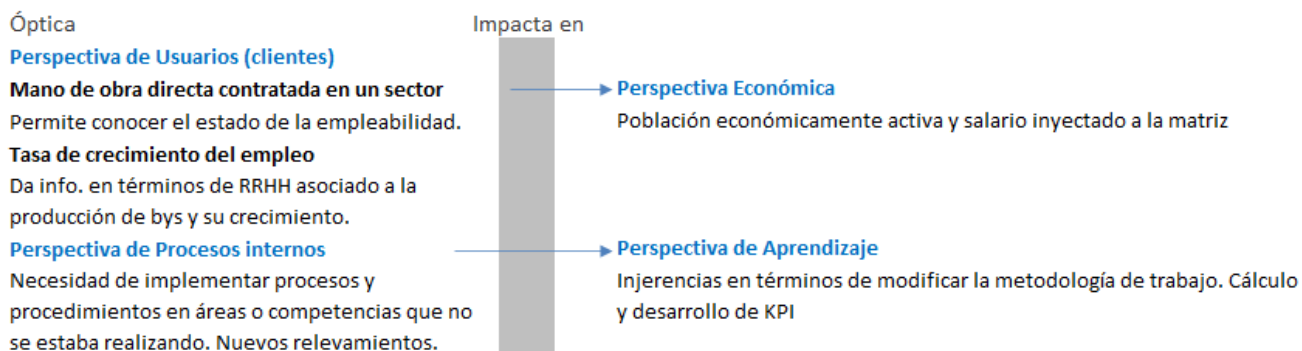 Óptica
Impacta en
Perspectiva de Usuarios (clientes)
Mano de obra directa contratada en un sector
Permite conocer el estado de la empleabilidad.
Tasa de crecimiento del empleo
Da info. en términos de RRHH asociado a la
producción de bys y su crecimiento.
Perspectiva Económica
Población económicamente activa y salario inyectado a la matriz
Perspectiva de Procesos internos
Necesidad de implementar procesos y
procedimientos en áreas o competencias que no
se estaba realizando. Nuevos relevamientos.
Perspectiva de Aprendizaje
Injerencias en términos de modificar la metodología de trabajo. Cálculo
y desarrollo de KPI